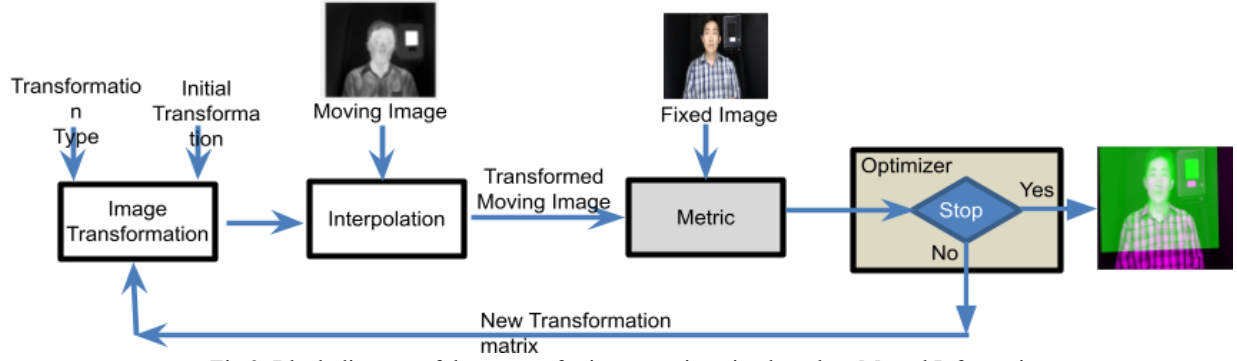 Transformatio
n
Type
Initial
Transforma
tion
Moving Image
Fixed Image
Image
Transformation
Interpolation
Transformed
Moving Image
Metric
Optimizer
Stop
Yes
No
New Transformation
matrix